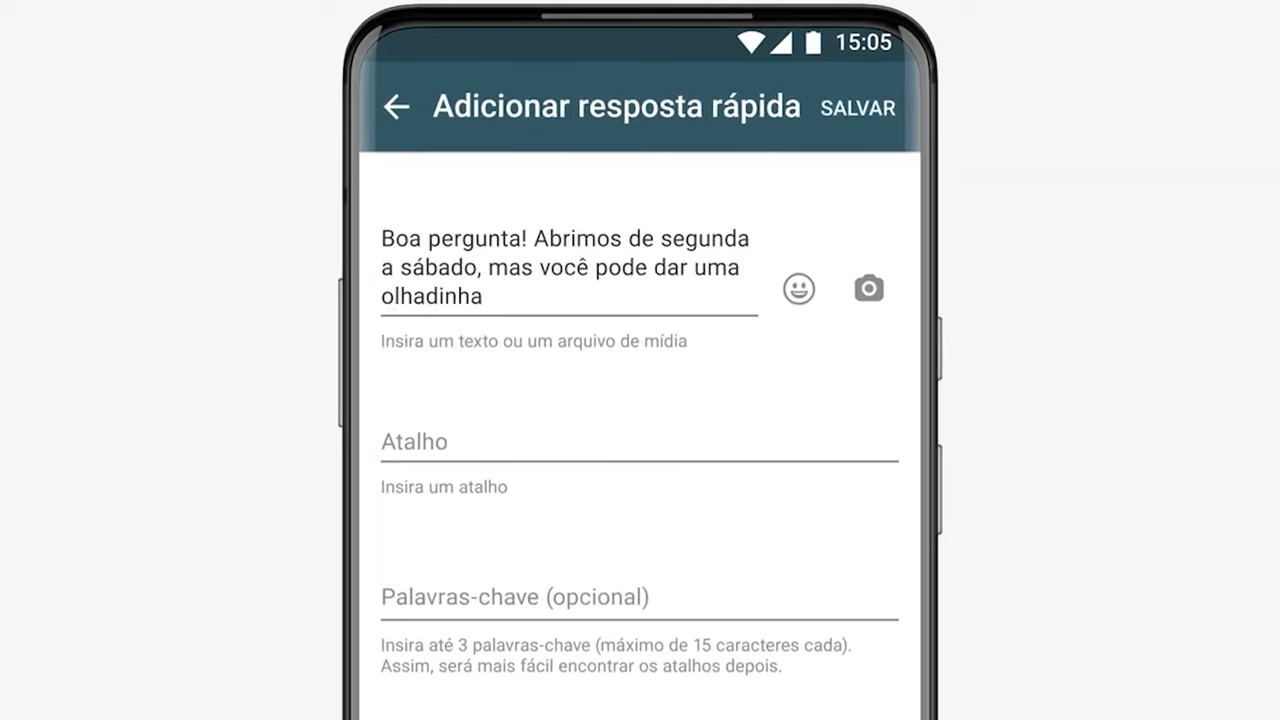 15:05
Adicionar resposta rápida SALVAR
Boa pergunta! Abrimos de segunda
a sábado, mas você pode dar uma
olhadinha
Insira um texto ou um arquivo de mídia
Atalho
Insira um atalho
Palavras-chave (opcional)
Insira até 3 palavras-chave (máximo de 15 caracteres cada).
Assim, será mais fácil encontrar os atalhos depois.